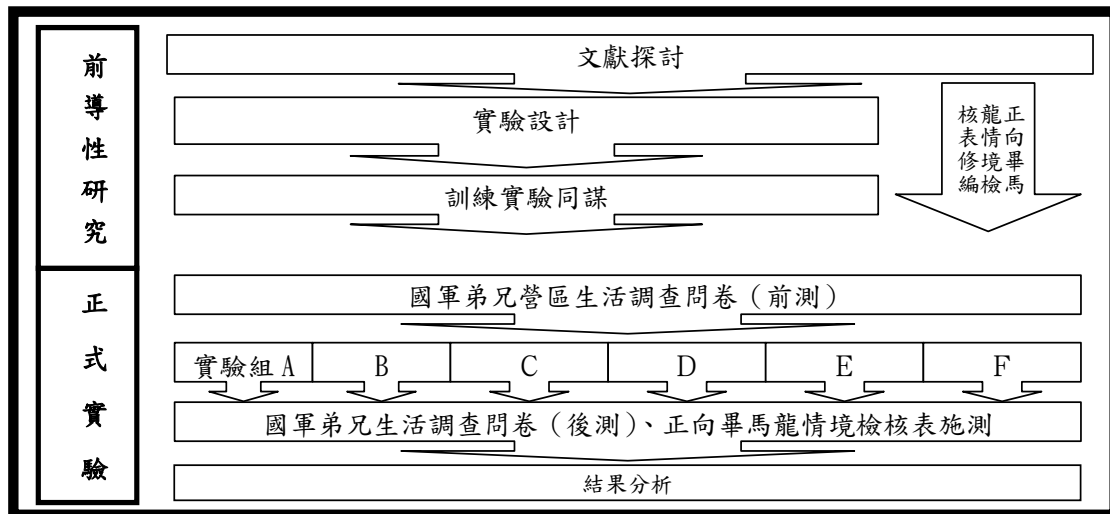 前導性研究
文獻探討
實驗設計
訓練實驗同謀
正向畢馬
龍情境檢
核表修編
正式實驗
國軍弟兄營區生活調查問卷（前測）
實驗組 A
B
C
D
E
F
國軍弟兄生活調查問卷（後測）、正向畢馬龍情境檢核表施測
結果分析